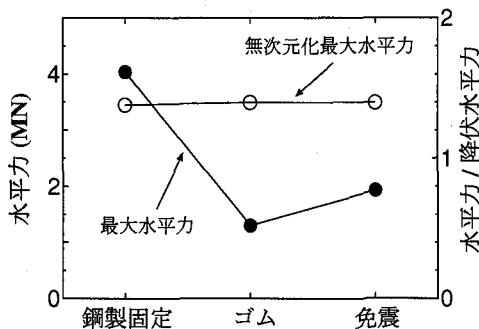 2
無次元化最大水平力
4
水平力 (MN)
水平力 / 降伏水平力
1
2
最大水平力
0
0
鋼製固定
ゴム
免震